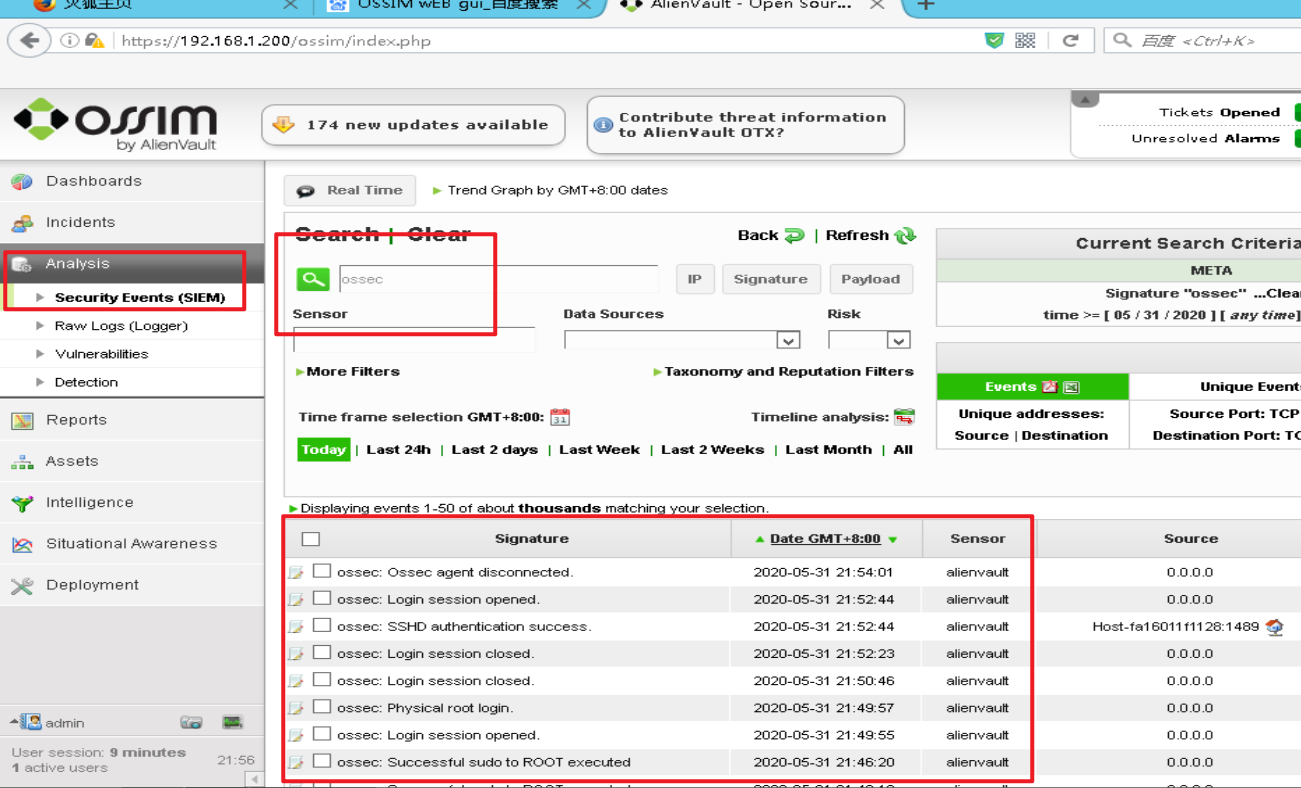 火狐主页
OSSIM wEB gui_百度搜索
AlienVault - Open Sour...
https://192.168.1.200/ossim/index.php
百度 <Ctrl+K>
OSSIM
by AlienVault
174 new updates available
Contribute threat information
to AlienVault OTX?
Tickets Opened
Unresolved Alarms
Dashboards
Incidents
Analysis
Security Events (SIEM)
Raw Logs (Logger)
Vulnerabilities
Detection
Reports
Assets
Intelligence
Situational Awareness
Deployment
admin
User session: 9 minutes
1 active users
21:56
Real Time
Trend Graph by GMT+8:00 dates
Search | Clear
Back | Refresh
ossec
IP Signature Payload
Sensor Data Sources Risk
More Filters
Taxonomy and Reputation Filters
Time frame selection GMT+8:00:
31
Timeline analysis:
Today | Last 24h | Last 2 days | Last Week | Last 2 Weeks | Last Month | All
Current Search Criteria
META
Signature "ossec" ...Clea
time >= [ 05 / 31 / 2020 ] [ any time]
Events Unique Event
Unique addresses: Source Port: TCP
Source | Destination Destination Port: TC
Displaying events 1-50 of about thousands matching your selection.
Signature Date GMT+8:00 Sensor Source
ossec: Ossec agent disconnected. 2020-05-31 21:54:01 alienvault 0.0.0.0
ossec: Login session opened. 2020-05-31 21:52:44 alienvault 0.0.0.0
ossec: SSHD authentication success. 2020-05-31 21:52:44 alienvault Host-fa16011f1128:1489
ossec: Login session closed. 2020-05-31 21:52:23 alienvault 0.0.0.0
ossec: Login session closed. 2020-05-31 21:50:46 alienvault 0.0.0.0
ossec: Physical root login. 2020-05-31 21:49:57 alienvault 0.0.0.0
ossec: Login session opened. 2020-05-31 21:49:55 alienvault 0.0.0.0
ossec: Successful sudo to ROOT executed 2020-05-31 21:46:20 alienvault 0.0.0.0